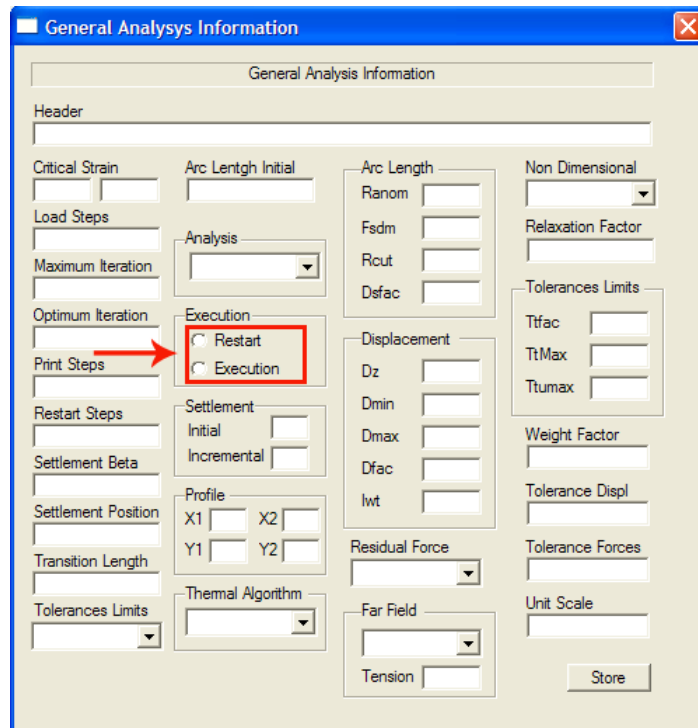 General Analysys Information
General Analysis Information
Header
Critical Strain
Load Steps
Maximum Iteration
Optimum Iteration
Print Steps
Restart Steps
Settlement Beta
Settlement Position
Transition Length
Tolerances Limits
Arc Lentgh Initial
Analysis
Execution
Restart
Execution
Settlement
Initial
Incremental
Profile
X1 X2
Y1 Y2
Thermal Algorithm
Arc Length
Ranom
Fsdm
Rcut
Dsfac
Displacement
Dz
Dmin
Dmax
Dfac
Iwt
Residual Force
Far Field
Tension
Non Dimensional
Relaxation Factor
Tolerances Limits
Ttfac
TtMax
Ttumax
Weight Factor
Tolerance Displ
Tolerance Forces
Unit Scale
Store